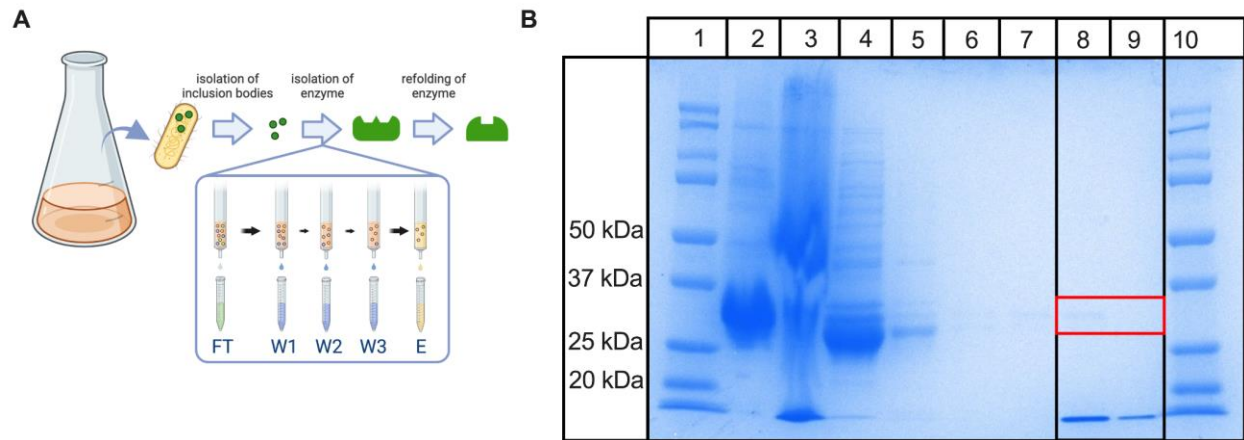 A
isolation of
inclusion bodies
isolation of
enzyme
refolding of
enzyme
FT W1 W2 W3 E
B
1 2 3 4 5 6 7 8 9 10
50 kDa
37 kDa
25 kDa
20 kDa